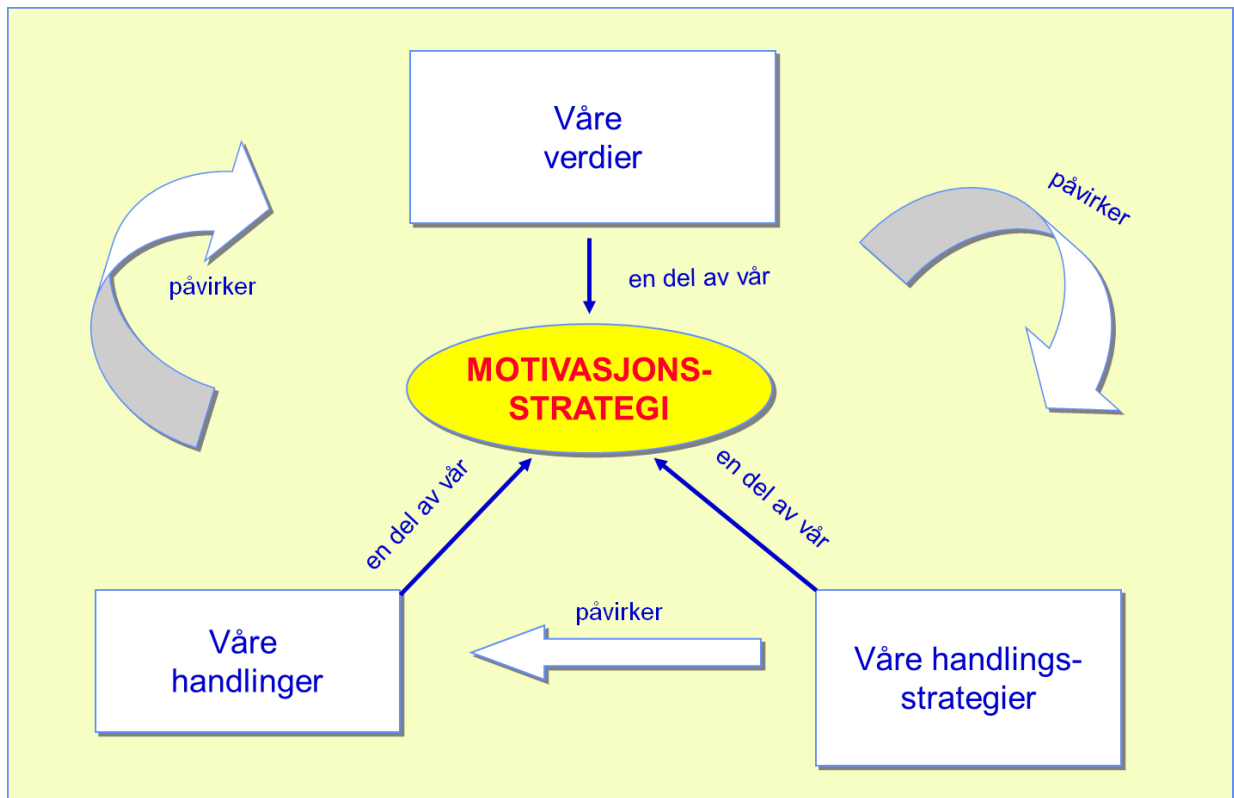 Våre
verdier
påvirker
påvirker
en del av vår
MOTIVASJONS-
STRATEGI
en del av vår
en del av vår
påvirker
Våre
handlinger
Våre handlings-
strategier